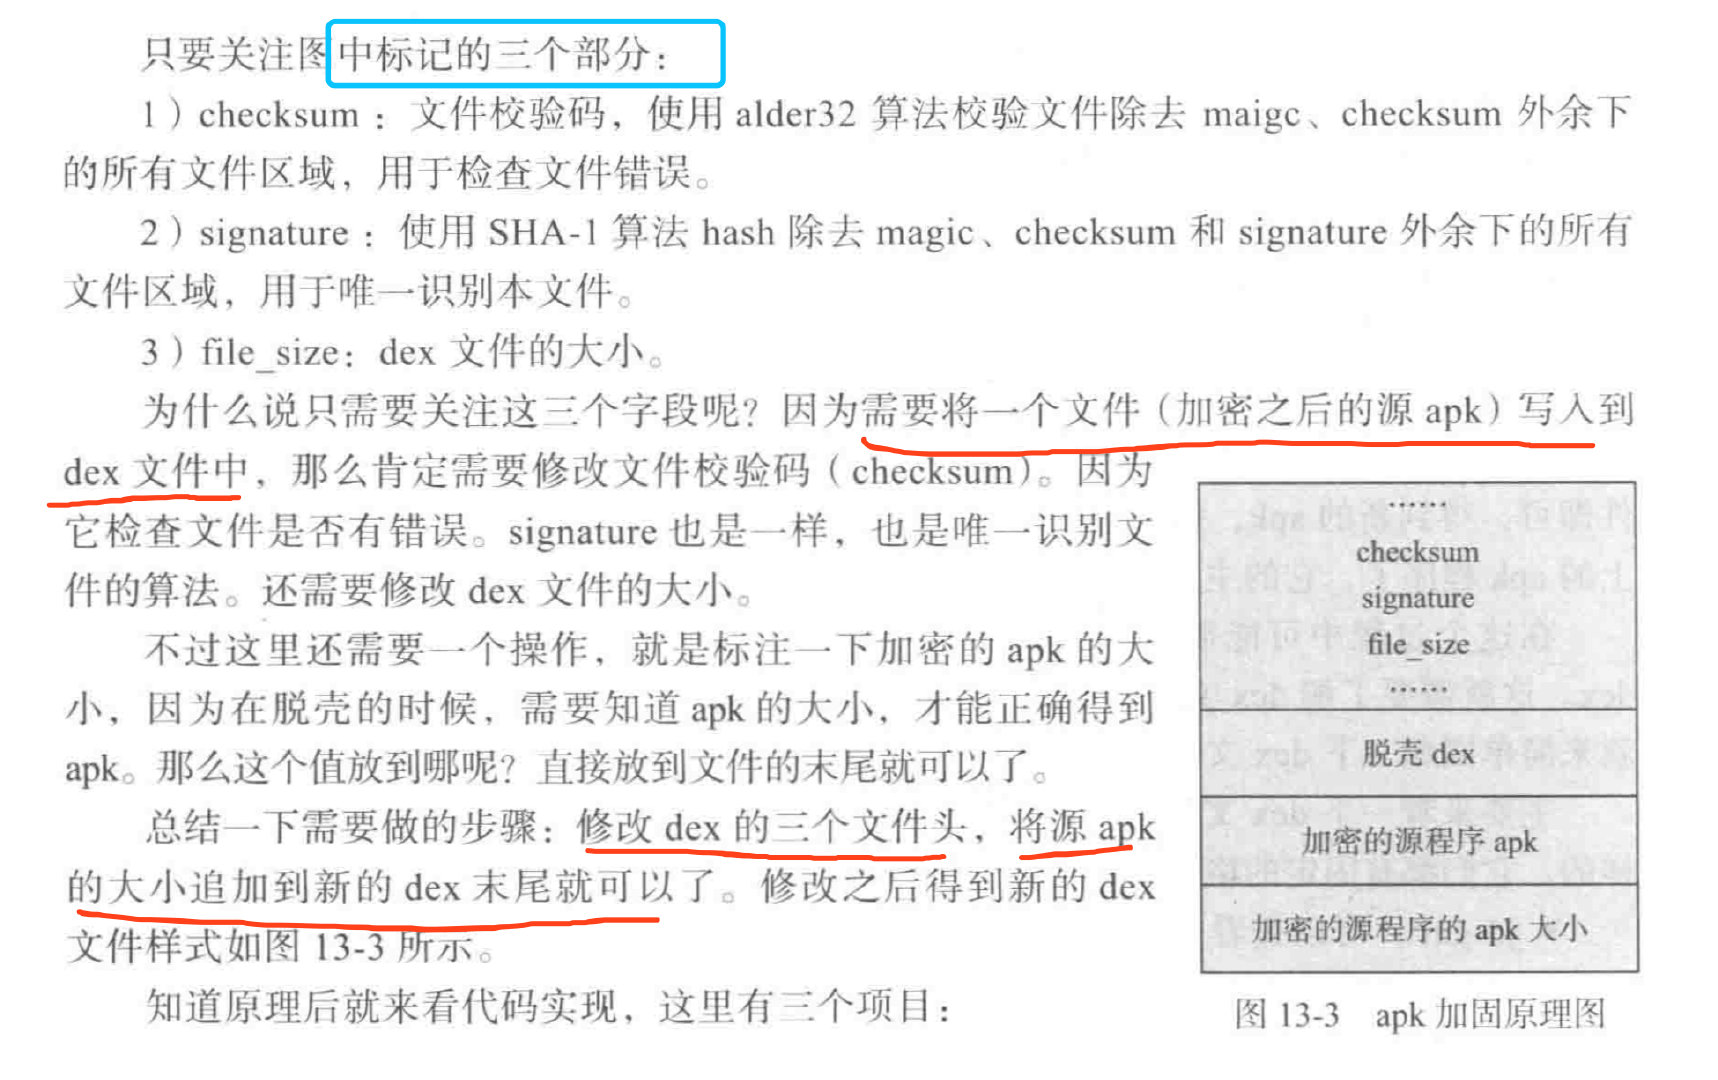 只要关注图中标记的三个部分：
1）checksum：文件校验码，使用 alder32 算法校验文件除去 maigc、checksum 外余下
的所有文件区域，用于检查文件错误。
2）signature：使用 SHA-1 算法 hash 除去 magic、checksum 和 signature 外余下的所有
文件区域，用于唯一识别本文件。
3）file_size：dex 文件的大小。
为什么说只需要关注这三个字段呢？因为需要将一个文件（加密之后的源 apk）写入到
dex 文件中，那么肯定需要修改文件校验码（checksum）。因为
它检查文件是否有错误。signature 也是一样，也是唯一识别文
件的算法。还需要修改 dex 文件的大小。
不过这里还需要一个操作，就是标注一下加密的 apk 的大
小，因为在脱壳的时候，需要知道 apk 的大小，才能正确得到
apk。那么这个值放到哪呢？直接放到文件的末尾就可以了。
总结一下需要做的步骤：修改 dex 的三个文件头，将源 apk
的大小追加到新的 dex 末尾就可以了。修改之后得到新的 dex
文件样式如图 13-3 所示。
知道原理后就来看代码实现，这里有三个项目：
……
checksum
signature
file_size
……
脱壳 dex
加密的源程序 apk
加密的源程序的 apk 大小
图 13-3 apk 加固原理图